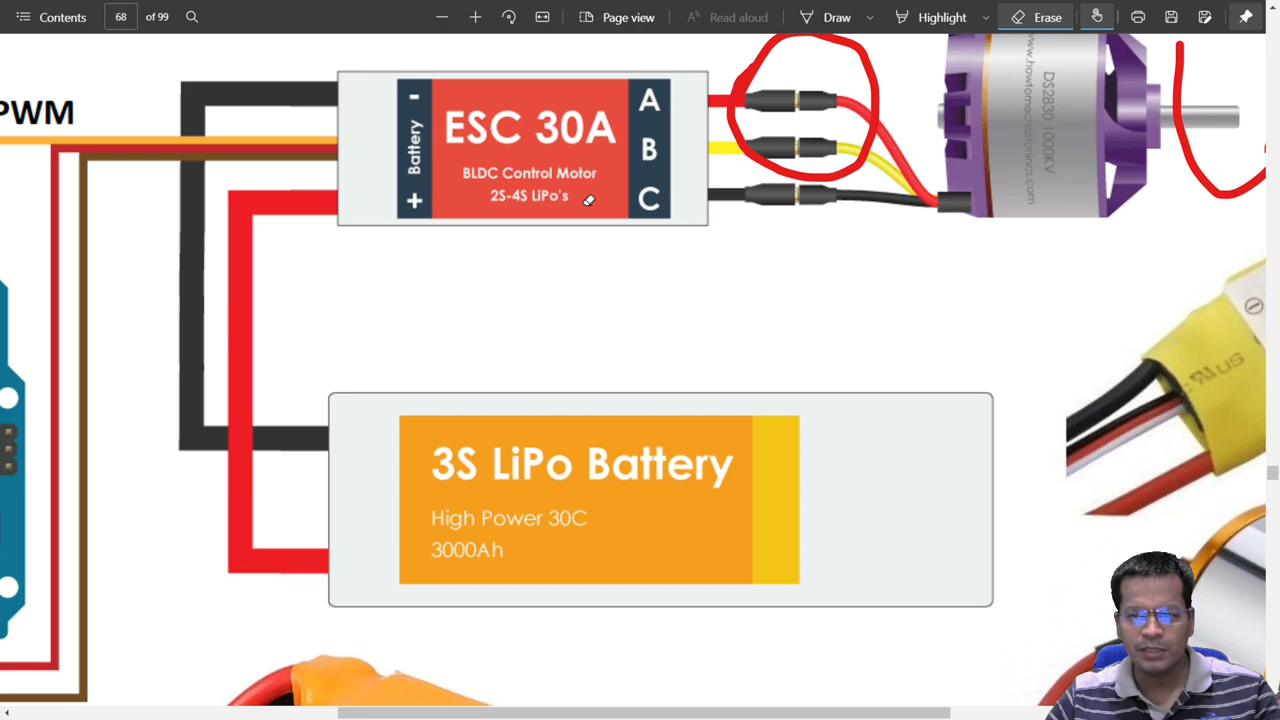 Contents
68
of 99
Page view
Read aloud
Draw
Highlight
Erase
PWM
-
Battery
+
ESC 30A
BLDC Control Motor
2S-4S LiPo's
A
B
C
www.howtomechatronics.com
DS2830 1000KV
US
3S LiPo Battery
High Power 30C
3000Ah